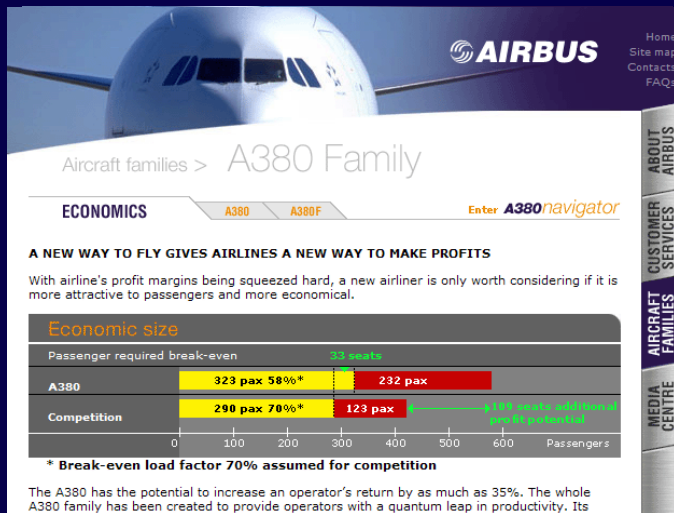 AIRBUS
Home
Site map
Contacts
FAQs
Aircraft families > A380 Family
ECONOMICS
A380
A380F
Enter A380navigator
ABOUT AIRBUS
CUSTOMER SERVICES
AIRCRAFT FAMILIES
MEDIA CENTRE
A NEW WAY TO FLY GIVES AIRLINES A NEW WAY TO MAKE PROFITS
With airline's profit margins being squeezed hard, a new airliner is only worth considering if it is
more attractive to passengers and more economical.
Economic size
Passenger required break-even 33 seats
A380 323 pax 58%* 232 pax
Competition 290 pax 70%* 123 pax 109 seats additional
profit potential
0 100 200 300 400 500 600 Passengers
* Break-even load factor 70% assumed for competition
The A380 has the potential to increase an operator's return by as much as 35%. The whole
A380 family has been created to provide operators with a quantum leap in productivity. Its